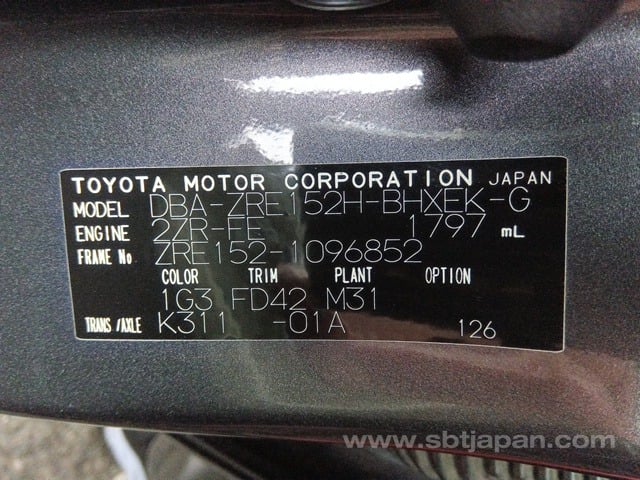 TOYOTA MOTOR CORPORATION JAPAN
MODEL DBA-ZRE152H-BHXEK-G
ENGINE 2ZR-FE 1797 mL
FRAME No. ZRE152-1096852
COLOR TRIM PLANT OPTION
1G3 FD42 M31
TRANS/AXLE K311 -01A 126
www.sbtjapan.com